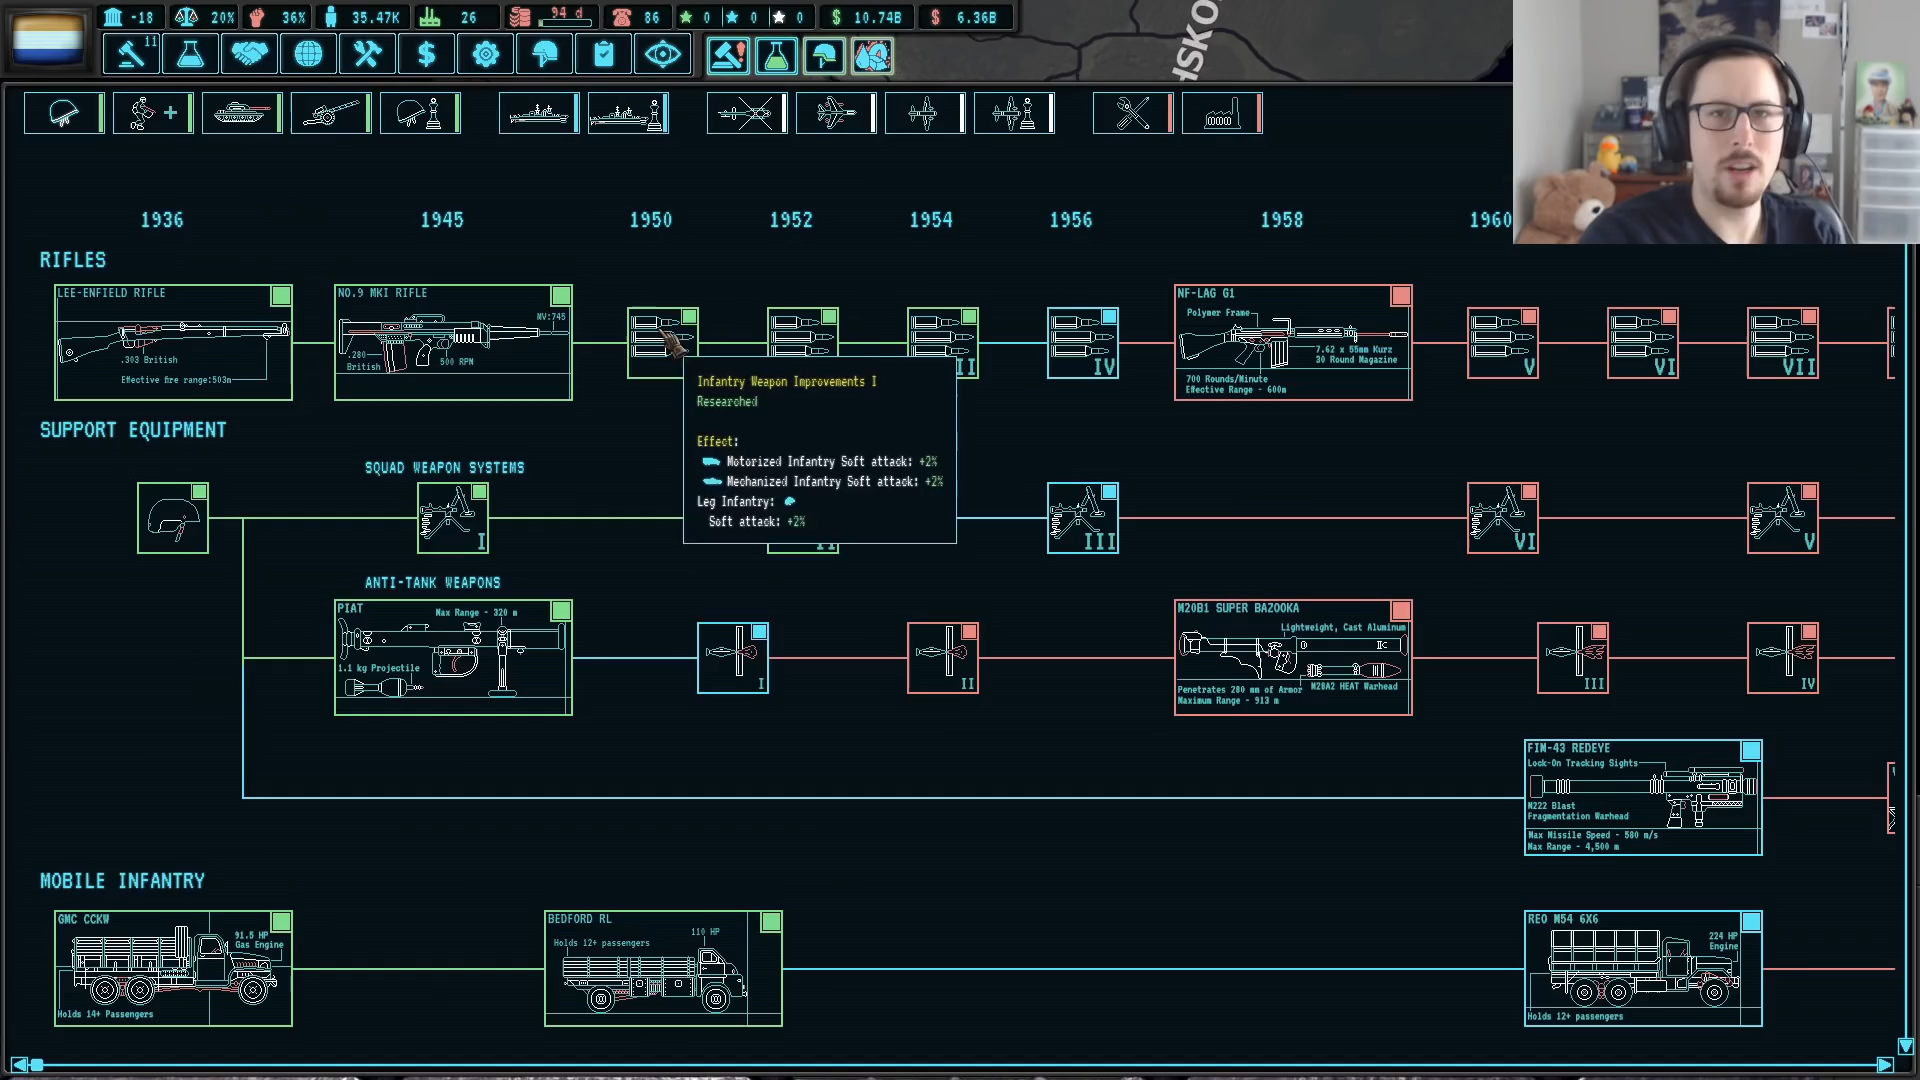 -18 20% 36% 35.47K 26 94 d 86 0 0 0 $ 10.74B $ 6.36B
11
HSKO
1936 1945 1950 1952 1954 1956 1958 1960
RIFLES
LEE-ENFIELD RIFLE
.303 British
Effective fire range:503m
NO.9 MKI RIFLE
MV:745
.280
British
500 RPM
II
IV
NF-LAG G1
Polymer Frame
7.62 x 55mm Kurz
30 Round Magazine
700 Rounds/Minute
Effective Range - 600m
V
VI
VII
Infantry Weapon Improvements I
Researched
Effect:
Motorized Infantry Soft attack: +2%
Mechanized Infantry Soft attack: +2%
Leg Infantry:
Soft attack: +2%
SUPPORT EQUIPMENT
SQUAD WEAPON SYSTEMS
I
II
III
VI
V
ANTI-TANK WEAPONS
PIAT
Max Range - 320 m
1.1 kg Projectile
I
II
M20B1 SUPER BAZOOKA
Lightweight, Cast Aluminum
Penetrates 280 mm of Armor
Maximum Range - 913 m
M28A2 HEAT Warhead
III
IV
FIM-43 REDEYE
Lock-On Tracking Sights
M222 Blast
Fragmentation Warhead
Max Missile Speed - 580 m/s
Max Range - 4,500 m
MOBILE INFANTRY
GMC CCKW
91.5 HP
Gas Engine
Holds 14+ Passengers
BEDFORD RL
Holds 12+ passengers
110 HP
REO M54 6X6
224 HP
Engine
Holds 12+ passengers